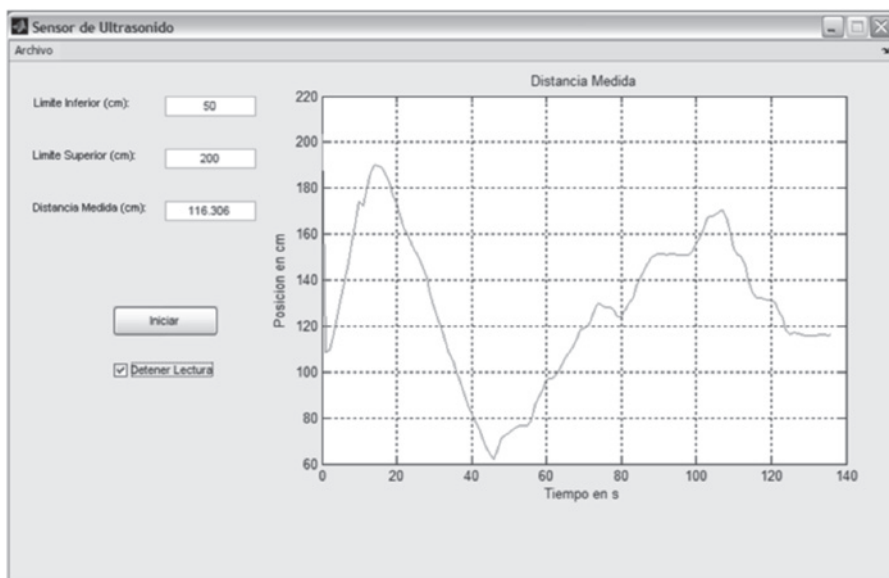 Sensor de Ultrasonido
Archivo
Limite Inferior (cm):
50
Limite Superior (cm):
200
Distancia Medida (cm):
116.306
Iniciar
Detener Lectura
Distancia Medida
220
200
180
160
140
120
100
80
60
Posicion en cm
0
20
40
60
80
100
120
140
Tiempo en s